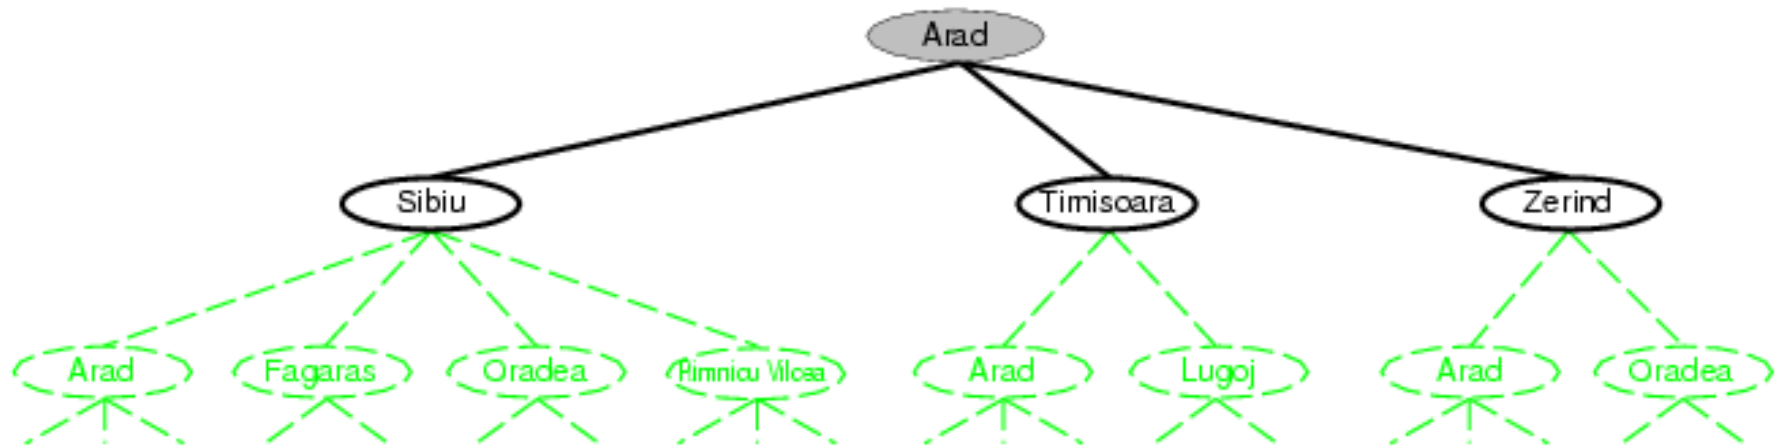 Arad
Sibiu
Timisoara
Zerind
Arad
Fagaras
Oradea
Rimnicu Vilcea
Arad
Lugoj
Arad
Oradea